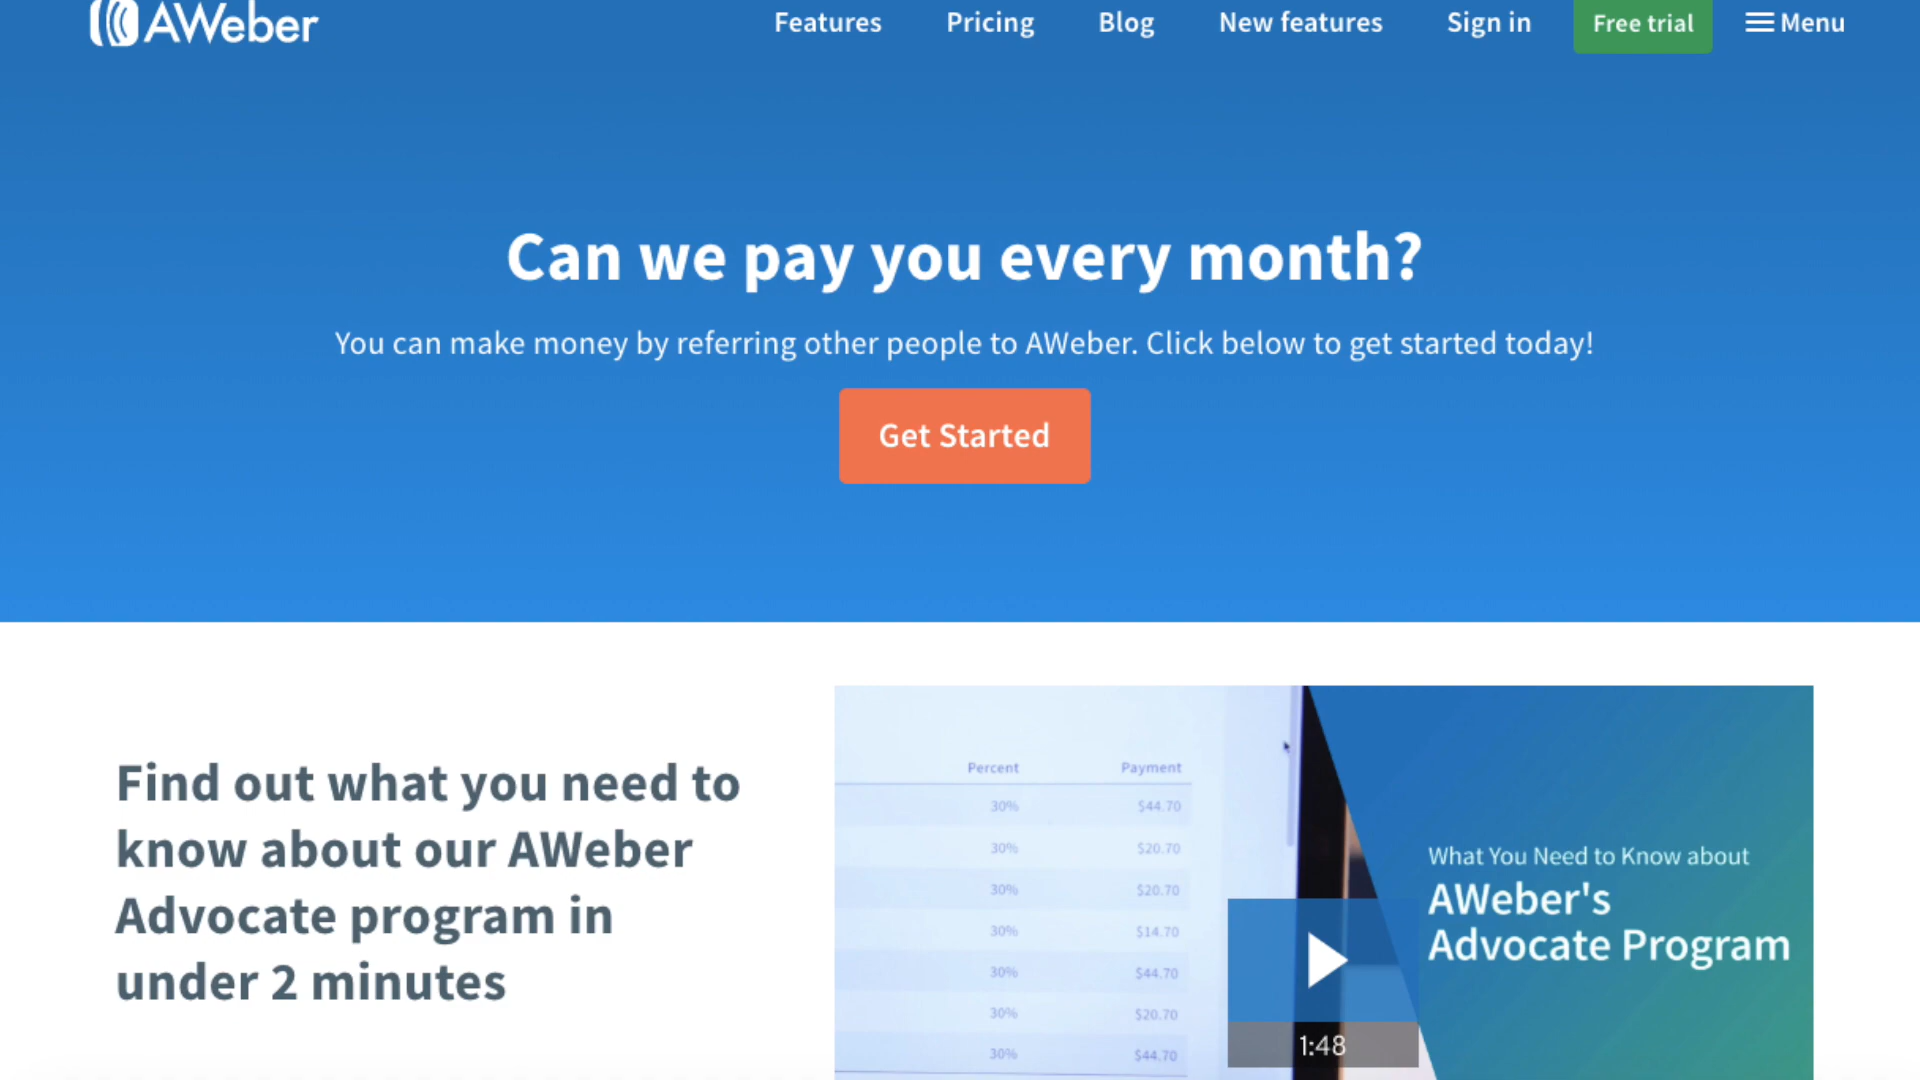 AWeber
Features
Pricing
Blog
New features
Sign in
Free trial
Menu
Can we pay you every month?
You can make money by referring other people to AWeber. Click below to get started today!
Get Started
Find out what you need to
know about our AWeber
Advocate program in
under 2 minutes
Percent Payment
30% $44.70
30% $20.70
30% $20.70
30% $14.70
30% $44.70
30% $20.70
30% $44.70
What You Need to Know about
AWeber's
Advocate Program
1:48